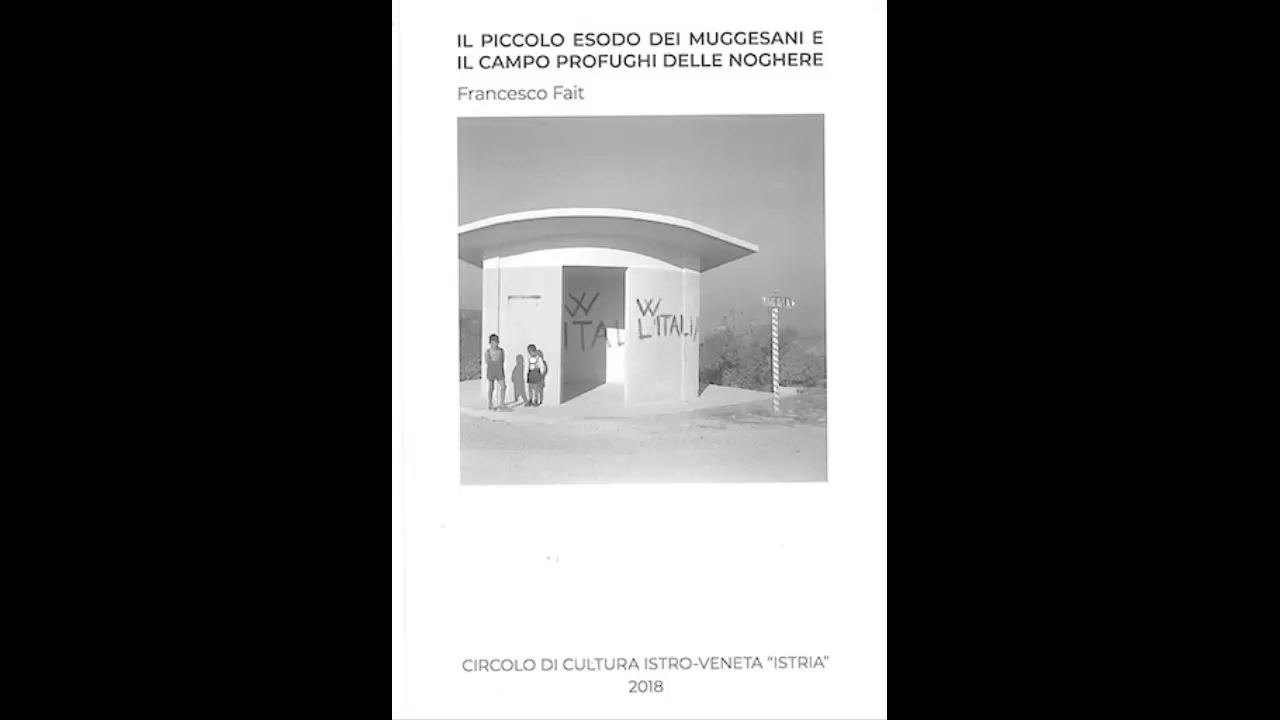 IL PICCOLO ESODO DEI MUGGESANI E
IL CAMPO PROFUGHI DELLE NOGHERE
Francesco Fait
W
ITAL
W
L'ITALIA
CIRCOLO DI CULTURA ISTRO-VENETA "ISTRIA"
2018